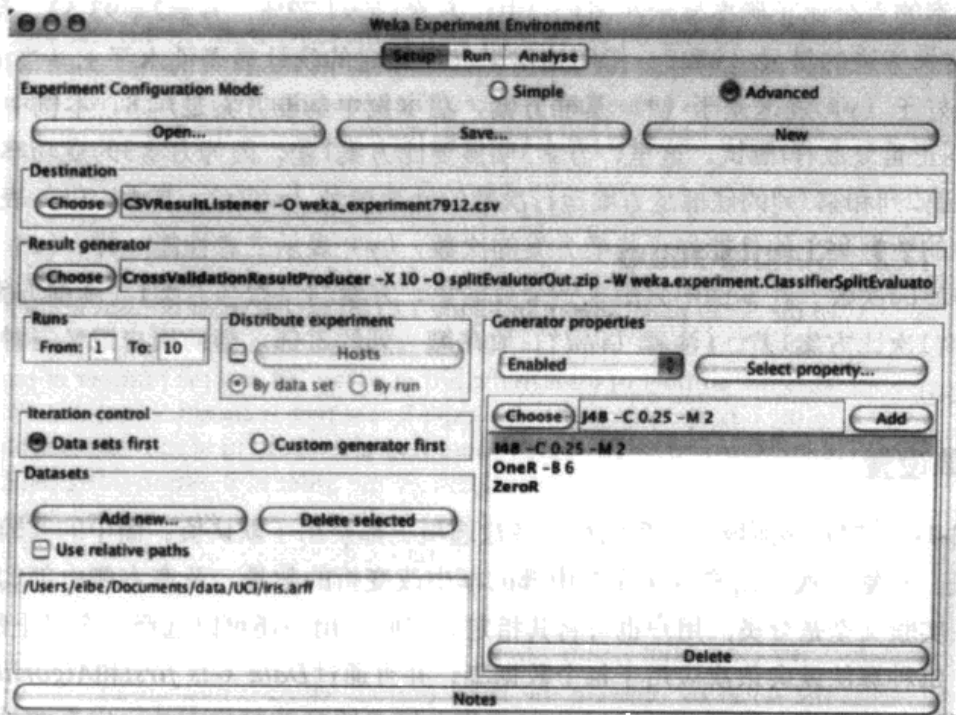 Weka Experiment Environment
Setup Run Analyse
Experiment Configuration Mode: Simple Advanced
Open... Save... New
Destination
Choose CSVResultListener -O weka_experiment7912.csv
Result generator
Choose CrossValidationResultProducer -X 10 -O splitEvalutorOut.zip -W weka.experiment.ClassifierSplitEvaluato
Runs
From: 1 To: 10
Distribute experiment
Hosts
By data set By run
Generator properties
Enabled Select property...
Choose J48 -C 0.25 -M 2 Add
J48 -C 0.25 -M 2
OneR -B 6
ZeroR
Iteration control
Data sets first Custom generator first
Datasets
Add new... Delete selected
Use relative paths
/Users/eibe/Documents/data/UCI/iris.arff
Delete
Notes